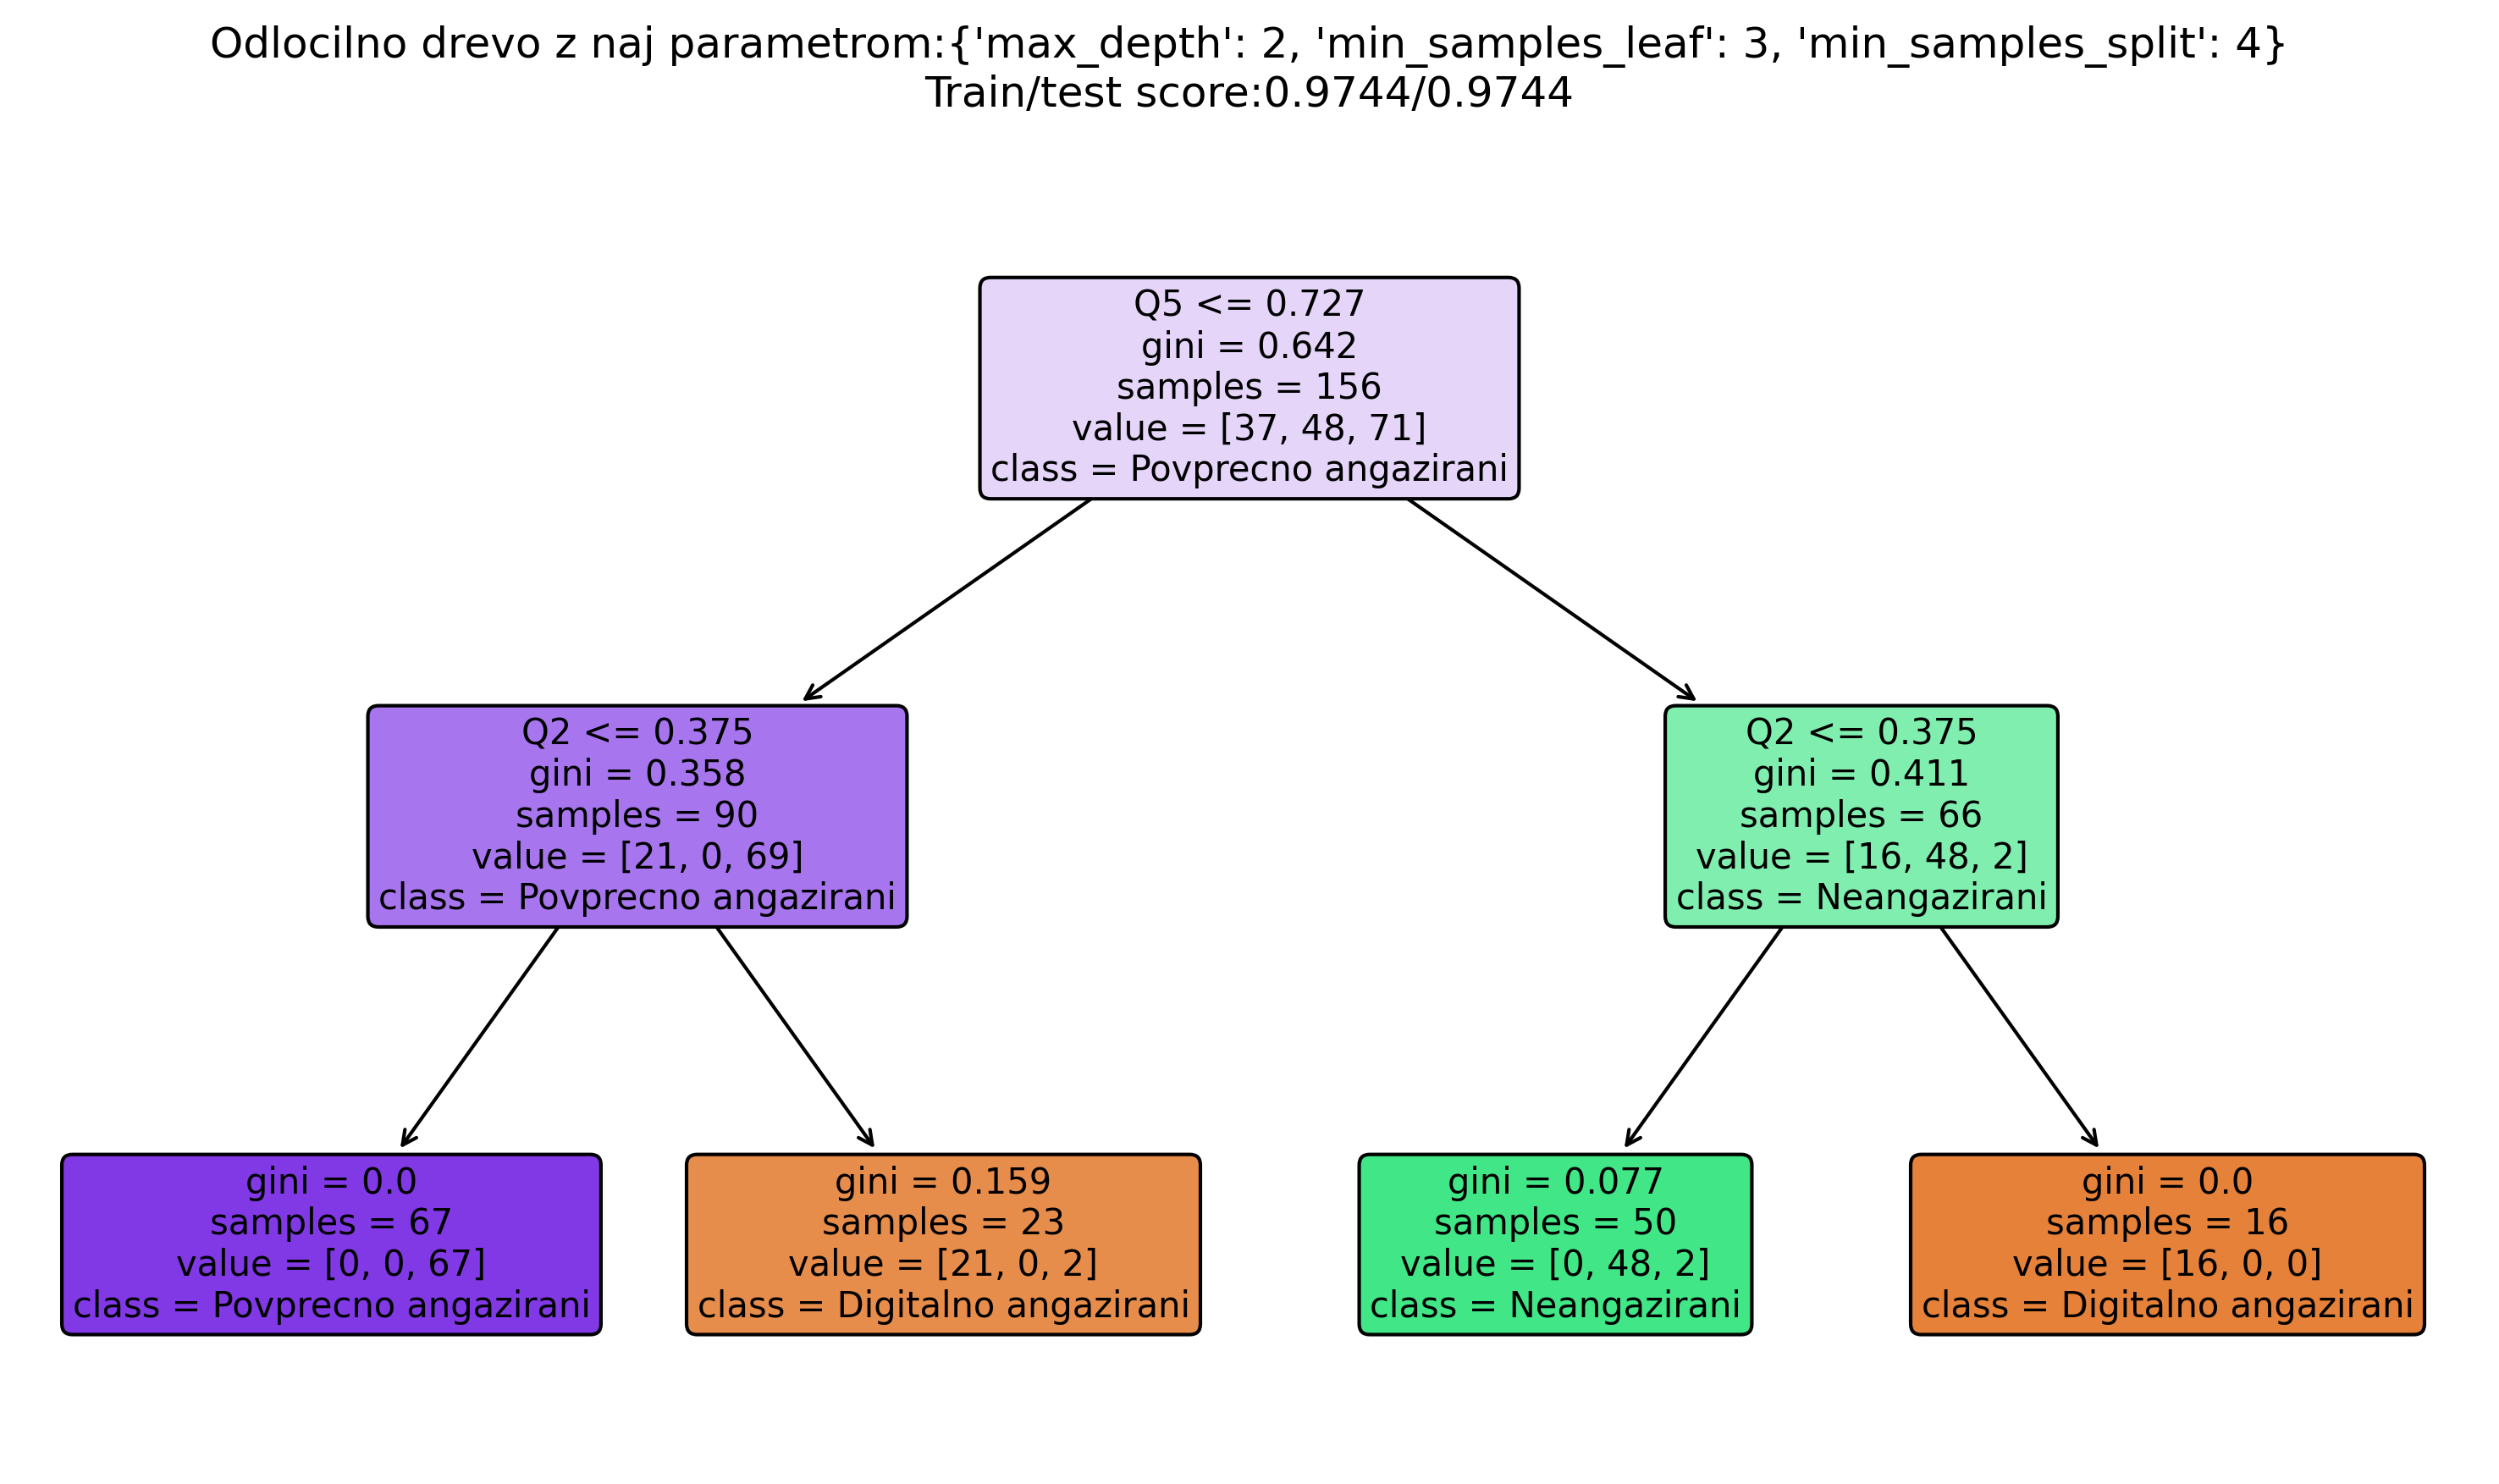 Odlocilno drevo z naj parametrom:{'max_depth': 2, 'min_samples_leaf': 3, 'min_samples_split': 4}
Train/test score:0.9744/0.9744
Q5 <= 0.727
gini = 0.642
samples = 156
value = [37, 48, 71]
class = Povprecno angazirani
Q2 <= 0.375
gini = 0.358
samples = 90
value = [21, 0, 69]
class = Povprecno angazirani
Q2 <= 0.375
gini = 0.411
samples = 66
value = [16, 48, 2]
class = Neangazirani
gini = 0.0
samples = 67
value = [0, 0, 67]
class = Povprecno angazirani
gini = 0.159
samples = 23
value = [21, 0, 2]
class = Digitalno angazirani
gini = 0.077
samples = 50
value = [0, 48, 2]
class = Neangazirani
gini = 0.0
samples = 16
value = [16, 0, 0]
class = Digitalno angazirani